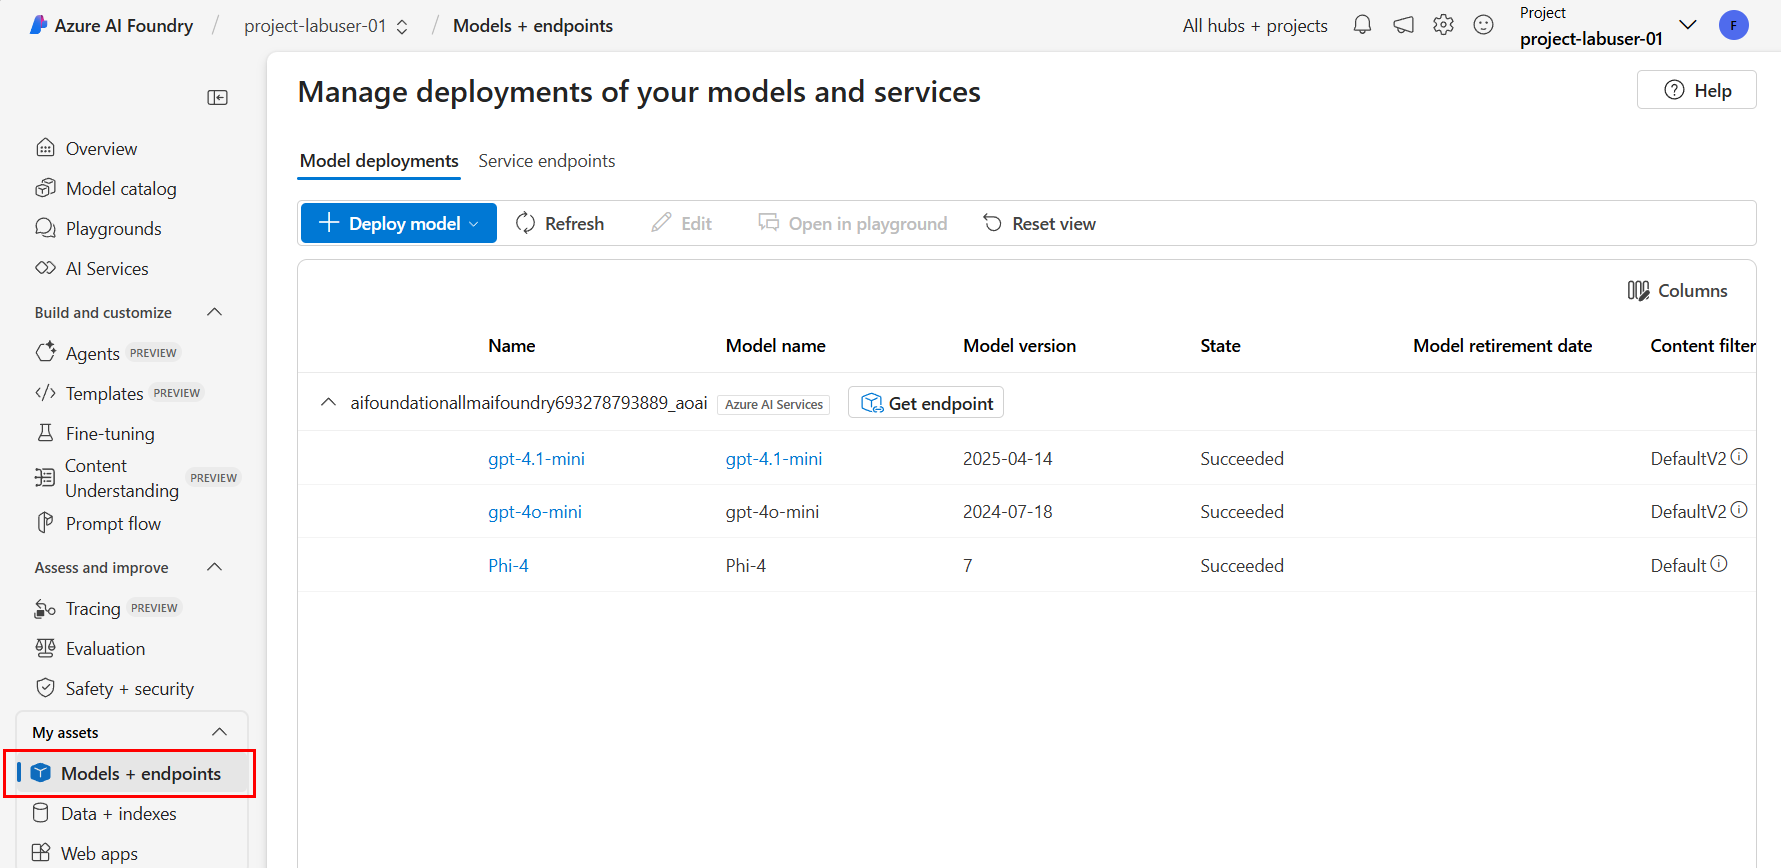 Azure AI Foundry / project-labuser-01 / Models + endpoints
All hubs + projects
Project
project-labuser-01
F
Manage deployments of your models and services
Help
Overview
Model catalog
Playgrounds
AI Services
Build and customize
Agents PREVIEW
Templates PREVIEW
Fine-tuning
Content
Understanding PREVIEW
Prompt flow
Assess and improve
Tracing PREVIEW
Evaluation
Safety + security
My assets
Models + endpoints
Data + indexes
Web apps
Model deployments Service endpoints
Deploy model Refresh Edit Open in playground Reset view
Columns
Name Model name Model version State Model retirement date Content filter
aifoundationallmaifoundry693278793889_aoai Azure AI Services Get endpoint
gpt-4.1-mini gpt-4.1-mini 2025-04-14 Succeeded DefaultV2
gpt-4o-mini gpt-4o-mini 2024-07-18 Succeeded DefaultV2
Phi-4 Phi-4 7 Succeeded Default